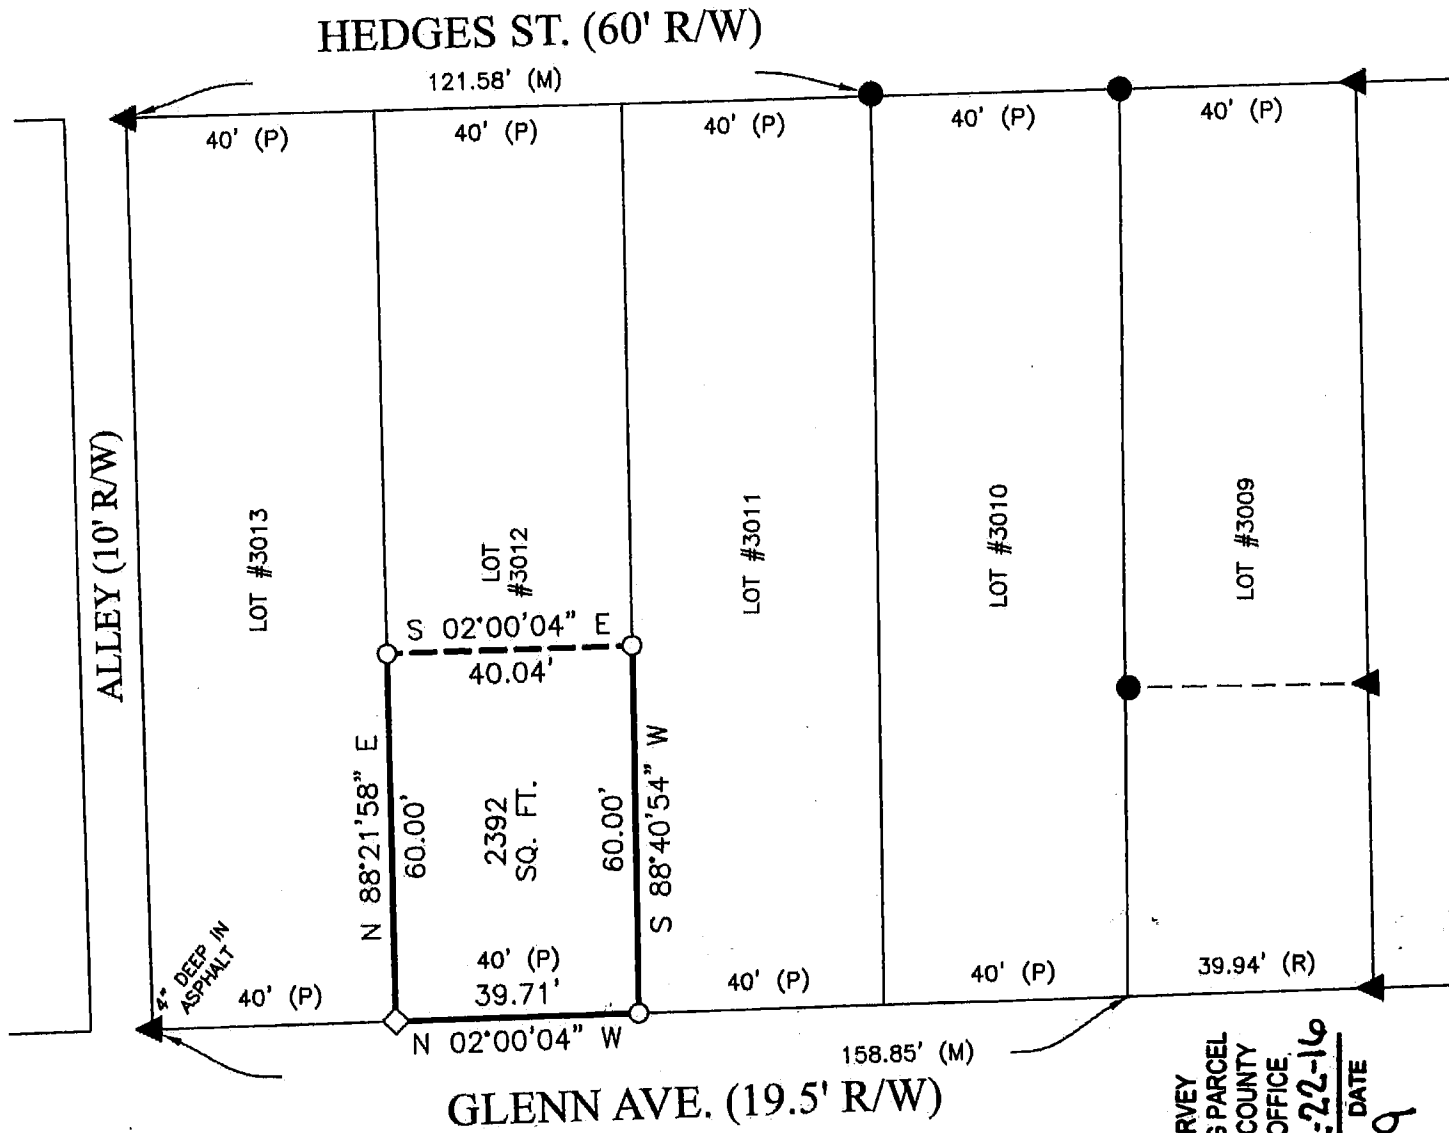 HEDGES ST. (60' R/W)
121.58' (M)
40' (P)
40' (P)
40' (P)
40' (P)
40' (P)
ALLEY (10' R/W)
LOT #3013
LOT
#3012
LOT #3011
LOT #3010
LOT #3009
S 02°00'04" E
40.04'
N 88°21'58" E
60.00'
2392
SQ. FT.
60.00'
S 88°40'54" W
4" DEEP IN
ASPHALT
40' (P)
40' (P)
39.71'
N 02°00'04" W
40' (P)
40' (P)
39.94' (R)
158.85' (M)
GLENN AVE. (19.5' R/W)
RVEY
S PARCEL
COUNTY
OFFICE.
-22-16
DATE